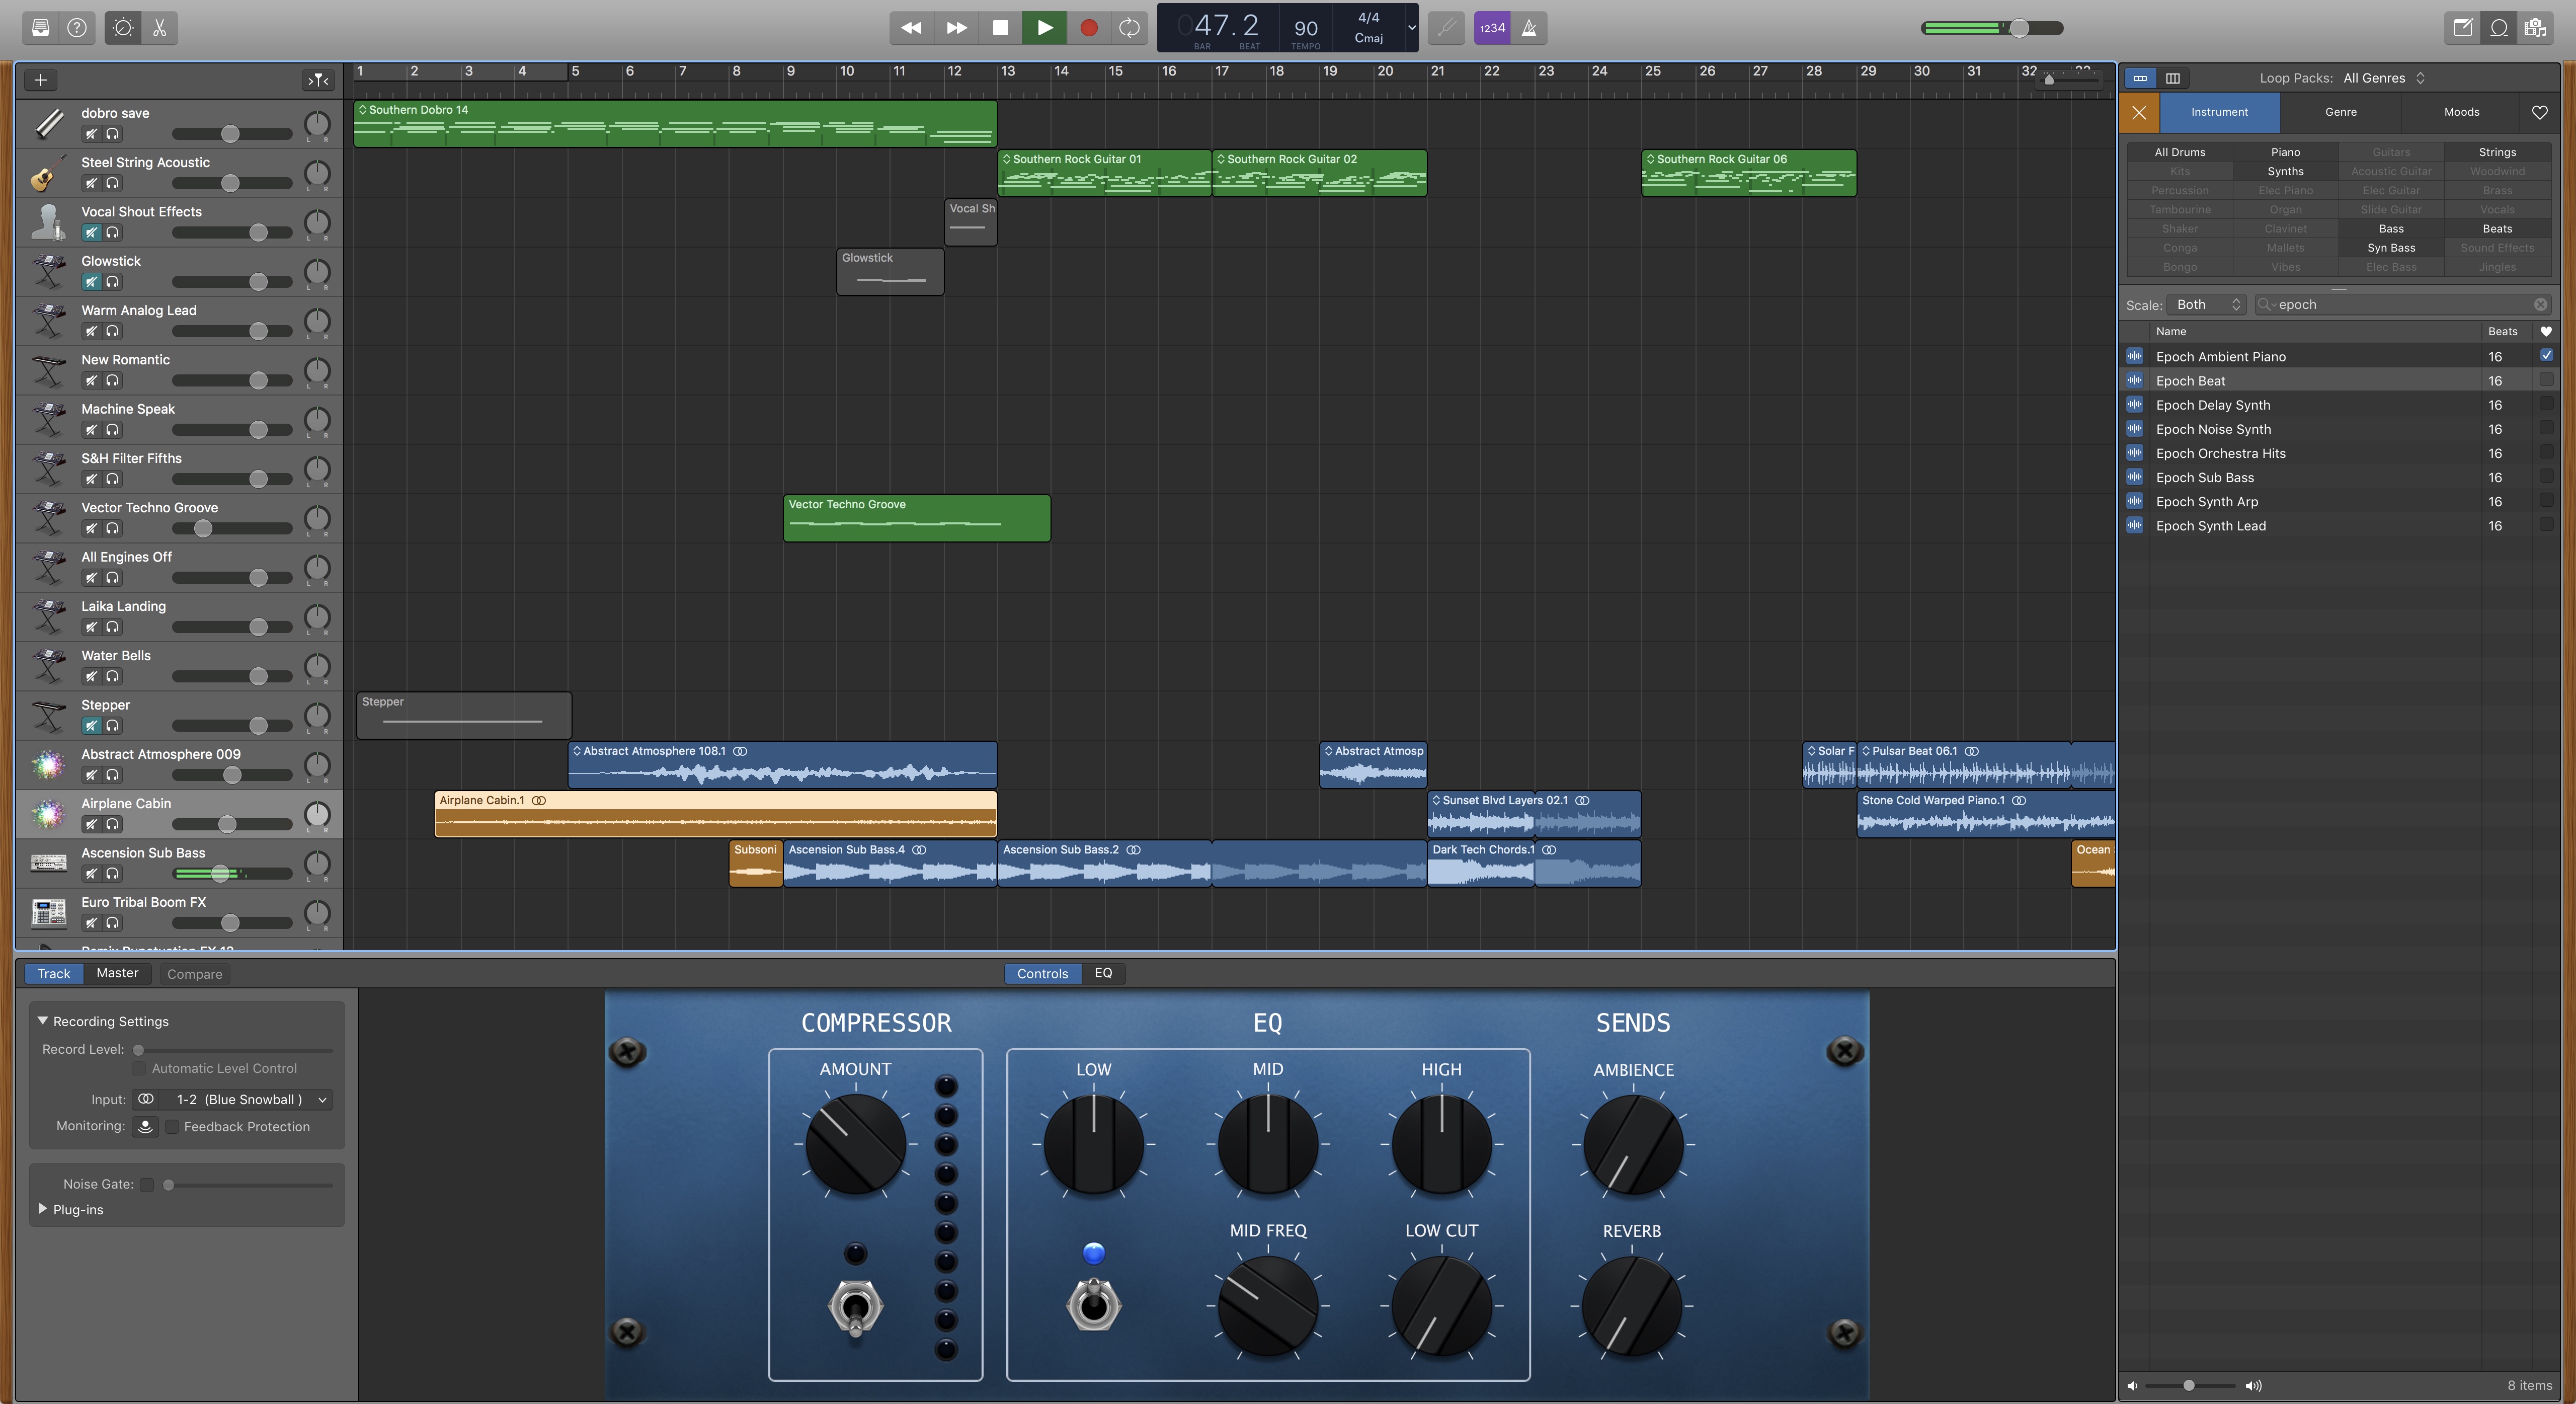 47.2 90 4/4
Cmaj
BAR BEAT TEMPO
1234
1 2 3 4 5 6 7 8 9 10 11 12 13 14 15 16 17 18 19 20 21 22 23 24 25 26 27 28 29 30 31 32
dobro save
L R
Southern Dobro 14
Steel String Acoustic
L R
Southern Rock Guitar 01
Southern Rock Guitar 02
Southern Rock Guitar 06
Vocal Shout Effects
L R
Vocal Sh
Glowstick
L R
Glowstick
Warm Analog Lead
L R
New Romantic
L R
Machine Speak
L R
S&H Filter Fifths
L R
Vector Techno Groove
L R
Vector Techno Groove
All Engines Off
L R
Laika Landing
L R
Water Bells
L R
Stepper
L R
Stepper
Abstract Atmosphere 009
L R
Abstract Atmosphere 108.1
Abstract Atmosp
Solar F
Pulsar Beat 06.1
Airplane Cabin
L R
Airplane Cabin.1
Sunset Blvd Layers 02.1
Stone Cold Warped Piano.1
Ascension Sub Bass
L R
Subsoni
Ascension Sub Bass.4
Ascension Sub Bass.2
Dark Tech Chords.1
Ocean
Euro Tribal Boom FX
L R
Loop Packs: All Genres
Instrument Genre Moods
All Drums Piano Guitars Strings
Kits Synths Acoustic Guitar Woodwind
Percussion Elec Piano Elec Guitar Brass
Tambourine Organ Slide Guitar Vocals
Shaker Clavinet Bass Beats
Conga Mallets Syn Bass Sound Effects
Bongo Vibes Elec Bass Jingles
Scale: Both epoch
Name Beats
Epoch Ambient Piano 16
Epoch Beat 16
Epoch Delay Synth 16
Epoch Noise Synth 16
Epoch Orchestra Hits 16
Epoch Sub Bass 16
Epoch Synth Arp 16
Epoch Synth Lead 16
8 items
Track Master Compare
Controls EQ
Recording Settings
Record Level:
Automatic Level Control
Input: 1-2 (Blue Snowball )
Monitoring: Feedback Protection
Noise Gate:
Plug-ins
COMPRESSOR EQ SENDS
AMOUNT LOW MID HIGH AMBIENCE
MID FREQ LOW CUT REVERB